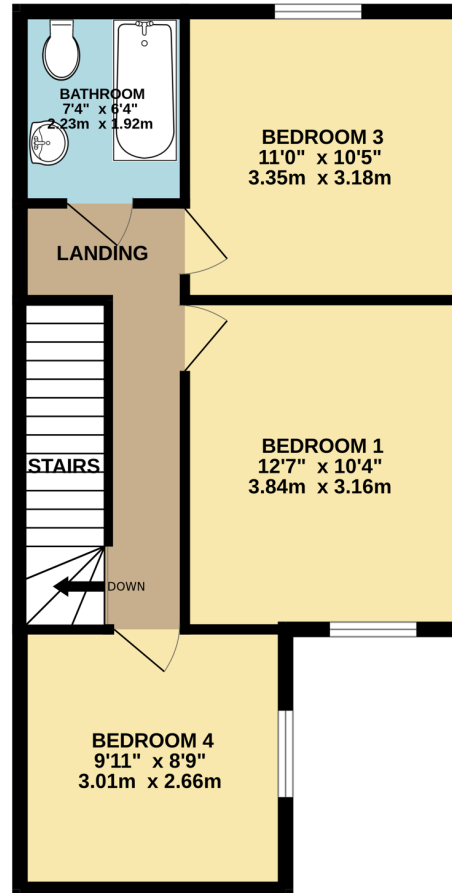 BATHROOM
7'4" x 6'4"
2.23m x 1.92m
BEDROOM 3
11'0" x 10'5"
3.35m x 3.18m
LANDING
BEDROOM 1
12'7" x 10'4"
3.84m x 3.16m
STAIRS
DOWN
BEDROOM 4
9'11" x 8'9"
3.01m x 2.66m